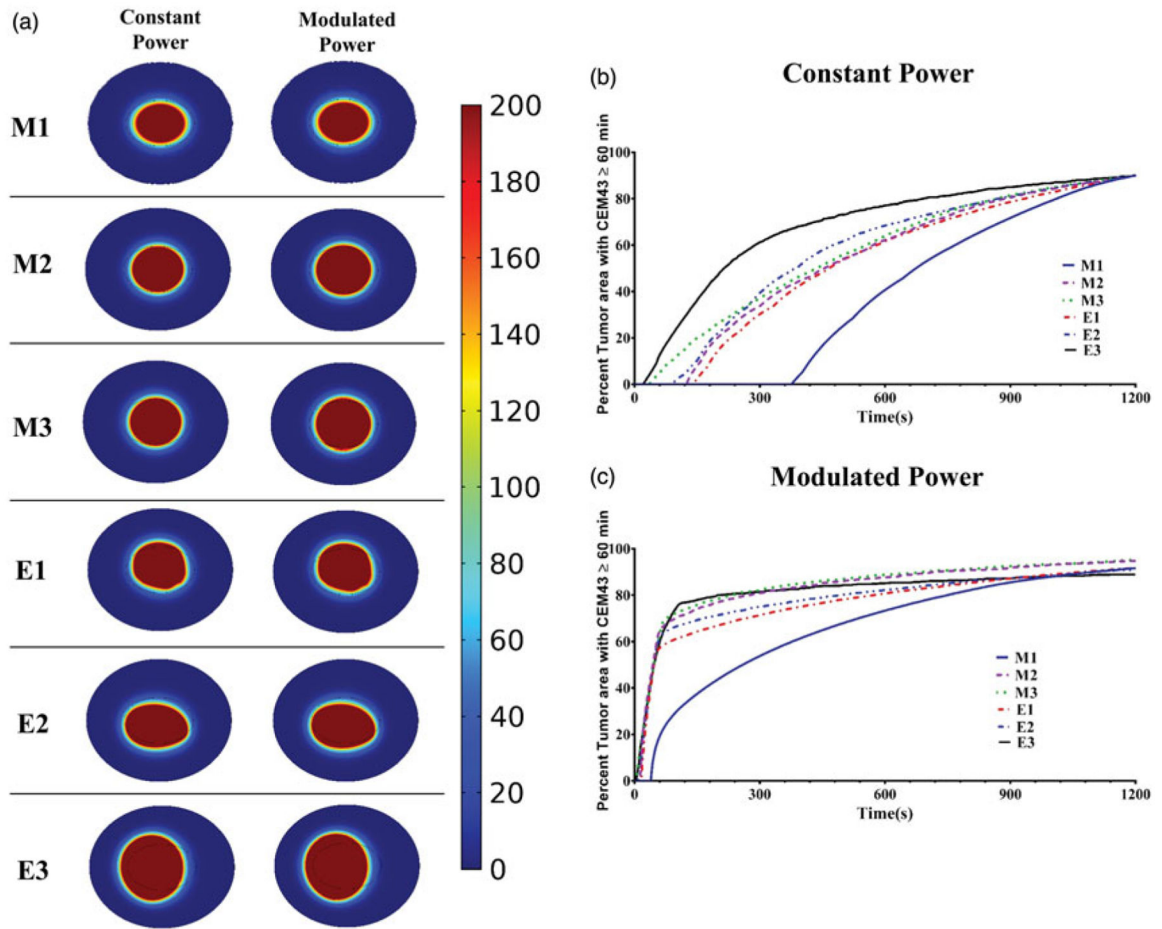 (a)
Constant
Power
Modulated
Power
M1
M2
M3
E1
E2
E3
200
180
160
140
120
100
80
60
40
20
0
(b)
Constant Power
Percent Tumor area with CEM43 ≥ 60 min
100
80
60
40
20
0
M1
M2
M3
E1
E2
E3
300
600
900
1200
Time(s)
(c)
Modulated Power
Percent Tumor area with CEM43 ≥ 60 min
100
80
60
40
20
0
M1
M2
M3
E1
E2
E3
300
600
900
1200
Time(s)